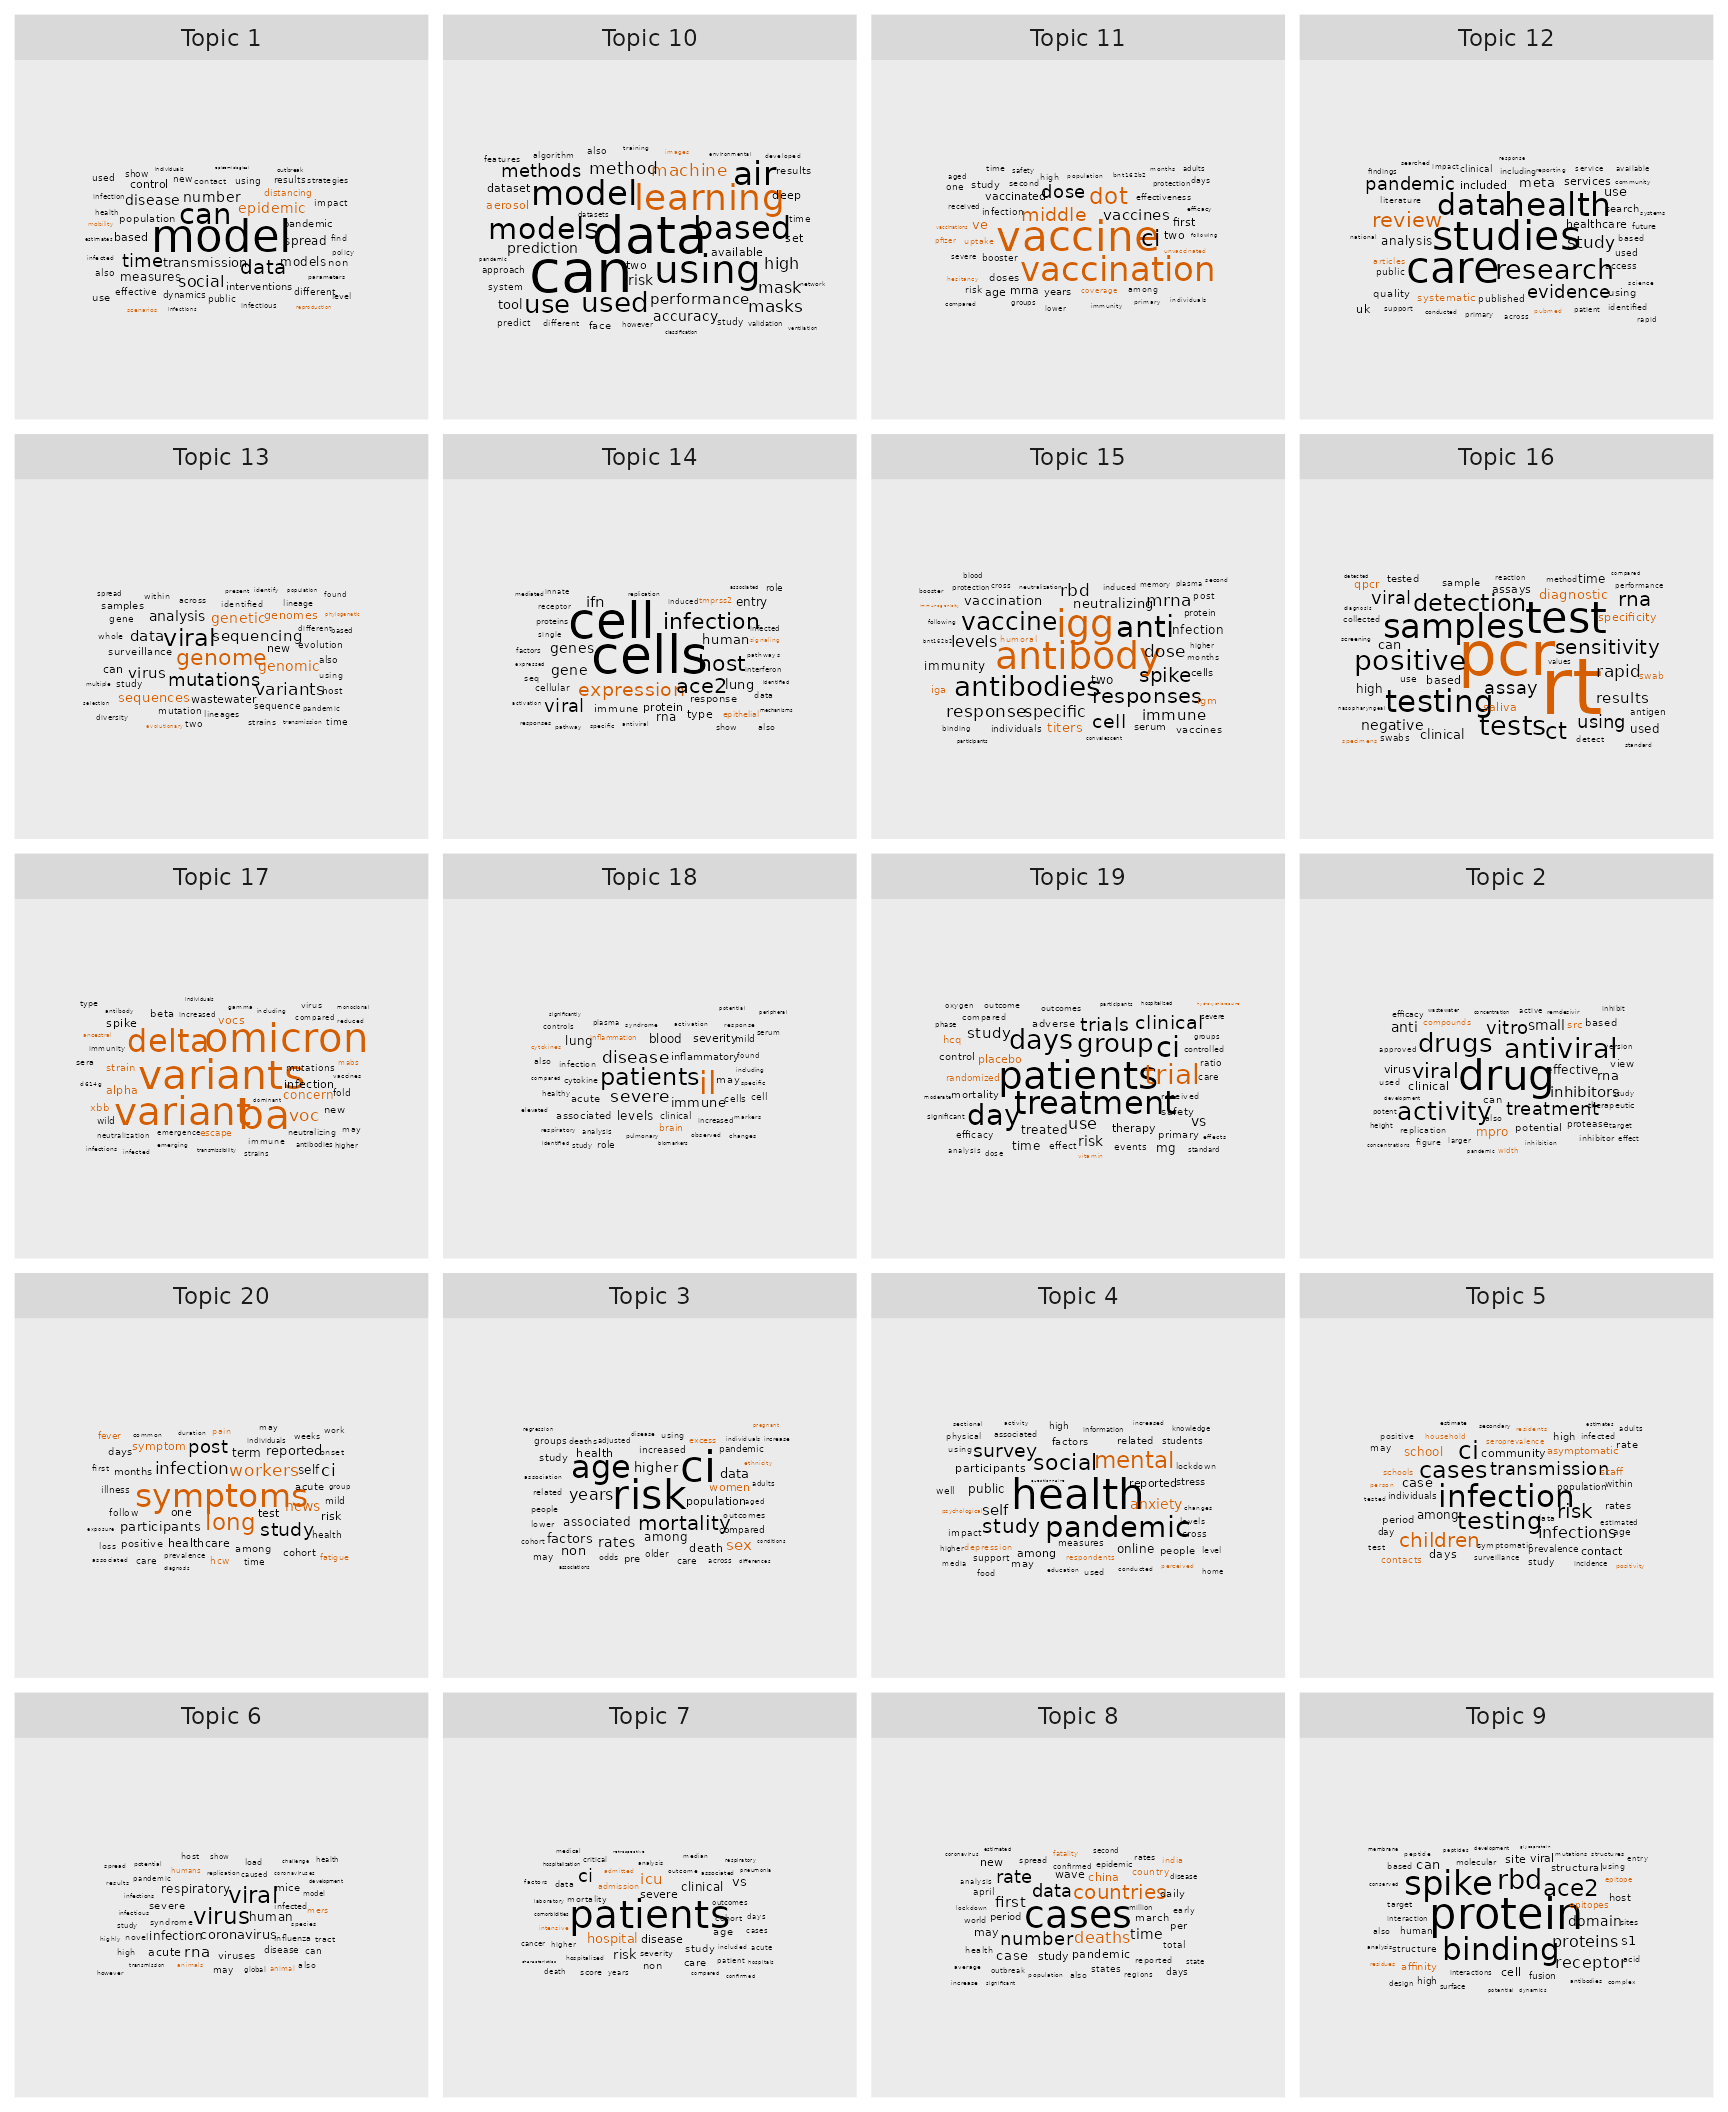 Topic 1
used show individuals epidemiological outbreak
control new contact using results strategies
infection disease number distancing
health can epidemic impact
mobility population pandemic
estimates based model spread find
policy
infected time transmission data models non
also measures social interventions parameters
use effective dynamics public different level
scenarios infections infectious reproduction
Topic 10
features algorithm also training images environmental developed
methods method machine air results
dataset model learning deep
aerosol datasets time
models data based set
pandemic prediction available
approach can two using high
system risk mask network
tool use used performance masks
predict different face however accuracy study validation ventilation
classification
Topic 11
time safety months adults
aged one study second high population bnt162b2 protection days
vaccinated dose dot effectiveness
received infection middle vaccines efficacy
vaccinations ve first
pfizer uptake vaccine ci two following
severe booster unvaccinated
hesitancy doses vaccination
risk age mrna years coverage among
compared groups lower immunity primary individuals
Topic 12
searched impact clinical response including reporting service available
findings pandemic included meta services community
literature data health use
review search systems
national studies healthcare future
analysis study based
articles care research used
public access
science
quality systematic published evidence using
uk support conducted primary across pubmed patient identified
rapid
Topic 13
spread within across present identify population found
samples identified lineage
gene analysis genetic genomes phylogenetic
whole data viral sequencing different based
surveillance genome new evolution
can virus mutations genomic also
using
multiple study variants host
selection sequences wastewater sequence pandemic
diversity mutation lineages strains transmission time
evolutionary two
Topic 14
mediated innate replication associated role
receptor ifn induced tmprss2 entry
proteins cell infection infected
single human signaling
factors genes cells pathways
expressed gene host interferon
seq ace2 lung identified
cellular expression response data
activation viral immune protein mechanisms
responses rna type epithelial
pathway specific antiviral show also
Topic 15
blood
booster protection cross neutralization rbd induced memory plasma second
immunogenicity vaccination neutralizing mrna post
protein
following vaccine igg anti infection
bnt162b2 levels humoral dose higher
months
immunity antibody two spike cells
iga antibodies responses igm
response specific immune
binding individuals titers cell serum vaccines
participants convalescent
Topic 16
detected qpcr tested sample reaction method time compared performance
viral assays diagnostic rna
diagnosis detection
collected samples test specificity
screening can sensitivity
positive pcr values rapid swab
high use based rt
testing assay results
nasopharyngeal saliva antigen
negative tests ct using used
specimens swabs clinical detect standard
Topic 17
type individuals
antibody beta increased gamma including virus monoclonal
spike vocs compared reduced
ancestral delta omicron
immunity mabs
sera strain variants mutations vaccines
d614g alpha infection
concern fold
xbb variant dominant ba voc new
wild
neutralization emergence escape immune neutralizing may
infections infected emerging transmissibility strains antibodies higher
Topic 18
potential
significantly peripheral
controls plasma syndrome activation response serum
cytokines lung inflammation blood severity mild
also infection disease inflammatory found
compared cytokine patients il may including
specific
healthy acute severe immune cells cell
elevated associated levels clinical increased markers
respiratory analysis brain
identified study role pulmonary biomarkers observed changes
Topic 19
oxygen outcome outcomes participants hospitalized hydroxychloroquine
phase compared adverse trials clinical severe
hcq study days group ci groups
control placebo controlled
ratio
randomized patients trial care
moderate mortality received
significant day treatment safety
vs
efficacy treated use therapy primary effects
time effect risk events mg standard
analysis dose vitamin
Topic 2
efficacy wastewater concentration active remdesivir inhibit
anti compounds vitro small src based
approved drugs antiviral version
virus effective view
used viral drug rna
clinical inhibitors study
development can therapeutic
potent activity treatment
height also protease target
replication mpro potential inhibitor effect
concentrations figure larger inhibition
pandemic width
Topic 20
may
fever common duration pain individuals weeks work
days symptom post term reported onset
first months infection workers self ci
illness acute group
symptoms mild
follow one news risk
exposure participants long study health
loss positive healthcare
associated care prevalence hcw among cohort fatigue
diagnosis time
Topic 3
regression pregnant
groups deaths adjusted disease using excess individuals increase
study health increased pandemic
age higher ci ethnicity
association data
related years risk women adults
people population aged
lower associated mortality outcomes
compared
cohort factors rates among sex conditions
may non odds pre older death care across differences
associations
Topic 4
sectional activity high information increased knowledge
physical associated factors related students
using survey social mental lockdown
participants
well public health questionnaire reported stress
psychological self anxiety changes
impact study pandemic levels
cross
higher depression among measures online people level
media support may respondents perceived
food education used conducted home
Topic 5
estimate secondary residents estimates adults
positive household seroprevalence high infected
may school ci community asymptomatic rate
schools cases transmission staff
person case population within
tested individuals infection
period among risk rates
day testing data estimated
test children infections age
contacts days symptomatic prevalence contact
surveillance study incidence positivity
Topic 6
host show load challenge health
spread potential humans replication caused coronaviruses
results pandemic development
infections respiratory viral mice model
severe infected mers
infectious virus human
study syndrome species
highly novel infection coronavirus influenza tract
high acute rna viruses disease can
however transmission animals may global animal also
Topic 7
medical retrospective median
hospitalization critical analysis respiratory
factors data ci admitted outcome associated pneumonia
admission icu clinical vs
laboratory mortality severe
comorbidities patients outcomes
cohort days
intensive age cases
cancer higher hospital disease
hospitalized risk severity study included acute
characteristics non care patient hospitals
death score years compared confirmed
Topic 8
coronavirus estimated fatality second
new spread confirmed epidemic rates india
analysis rate wave china country disease
april data countries daily
lockdown first
world period cases million march early
may per
number deaths time
health case study pandemic total
average outbreak states reported state
increase significant population also regions days
Topic 9
membrane peptide peptides development glycoprotein
based can molecular site viral mutations structures entry
structural using
conserved spike rbd ace2 epitope
host
target protein epitopes
interaction domain sites
also human
analysis structure binding proteins s1
residues affinity receptor acid
design high interactions cell fusion antibodies complex
surface potential dynamics